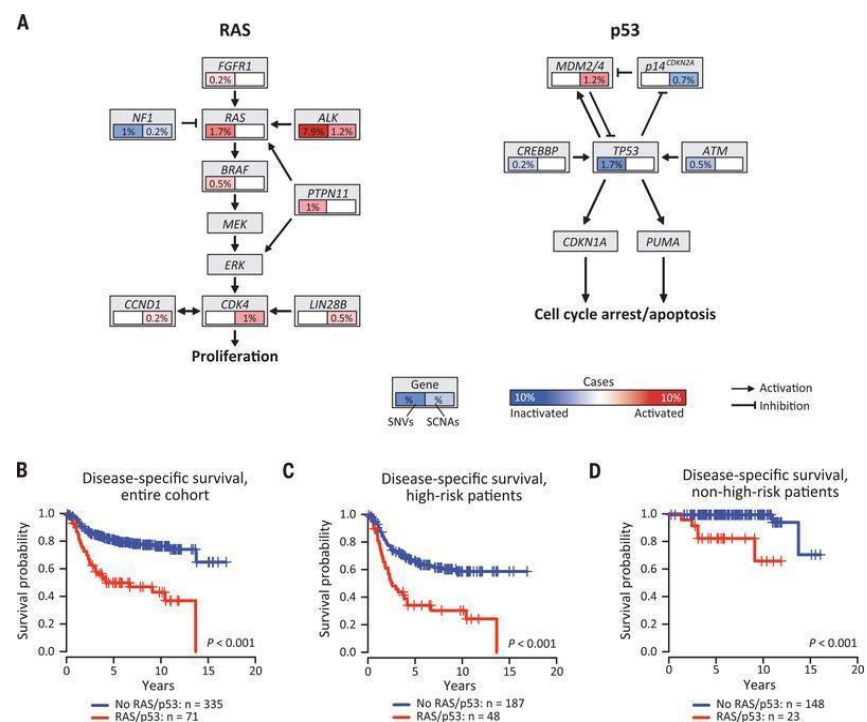 A
RAS
p53
FGFR1
0.2%
NF1
1% 0.2%
RAS
1.7%
ALK
7.9% 1.2%
BRAF
0.5%
PTPN11
1%
MEK
ERK
CCND1
0.2%
CDK4
1%
LIN28B
0.5%
Proliferation
MDM2/4
1.2%
p14CDKN2A
0.7%
CREBBP
0.2%
TP53
1.7%
ATM
0.5%
CDKN1A
PUMA
Cell cycle arrest/apoptosis
Gene
% %
SNVs SCNAs
Cases
10% 10%
Inactivated Activated
Activation
Inhibition
B
Disease-specific survival,
entire cohort
Survival probability
1.0
0.8
0.6
0.4
0.2
0.0
P < 0.001
0 5 10 15 20
Years
No RAS/p53: n = 335
RAS/p53: n = 71
C
Disease-specific survival,
high-risk patients
Survival probability
1.0
0.8
0.6
0.4
0.2
0.0
P < 0.001
0 5 10 15 20
Years
No RAS/p53: n = 187
RAS/p53: n = 48
D
Disease-specific survival,
non-high-risk patients
Survival probability
1.0
0.8
0.6
0.4
0.2
0.0
P < 0.001
0 5 10 15 20
Years
No RAS/p53: n = 148
RAS/p53: n = 23